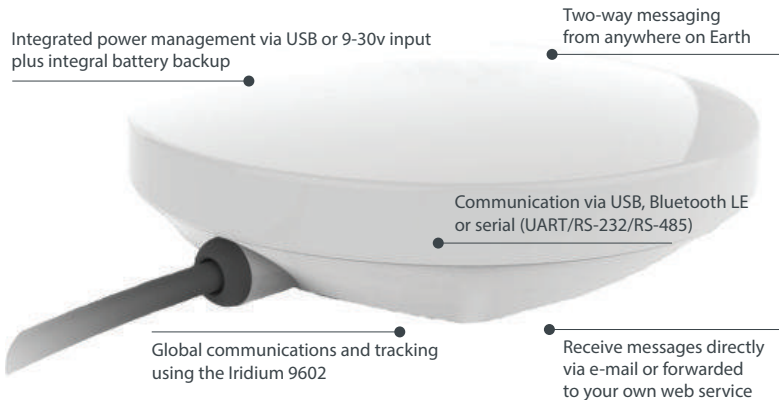 Integrated power management via USB or 9-30v input
plus integral battery backup
Two-way messaging
from anywhere on Earth
Communication via USB, Bluetooth LE
or serial (UART/RS-232/RS-485)
Global communications and tracking
using the Iridium 9602
Receive messages directly
via e-mail or forwarded
to your own web service